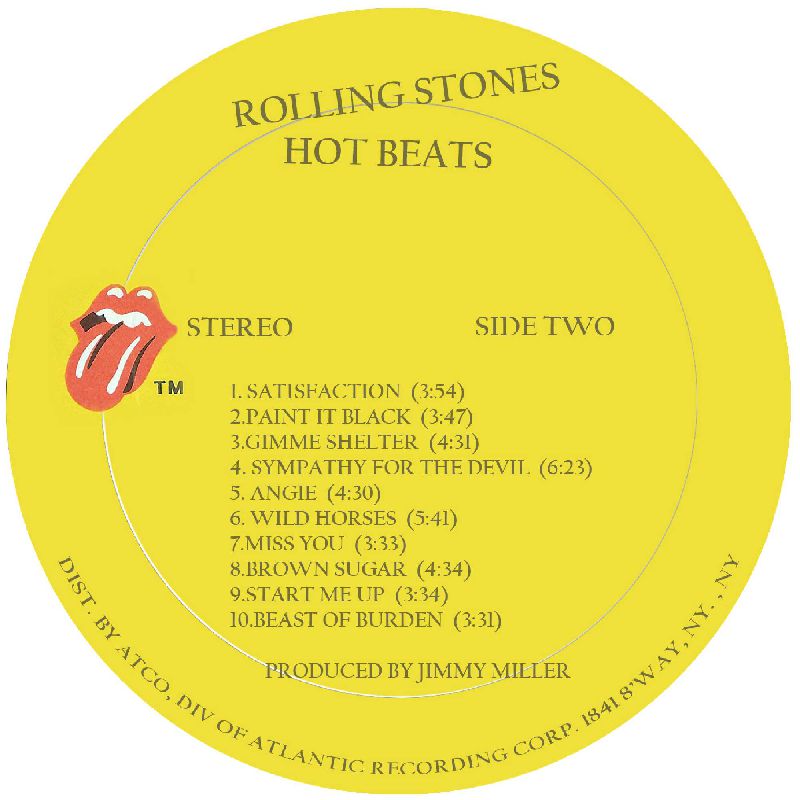 ROLLING STONES
HOT BEATS
STEREO SIDE TWO
TM
1. SATISFACTION (3:54)
2.PAINT IT BLACK (3:47)
3.GIMME SHELTER (4:31)
4. SYMPATHY FOR THE DEVIL (6:23)
5. ANGIE (4:30)
6. WILD HORSES (5:41)
7.MISS YOU (3:33)
8.BROWN SUGAR (4:34)
9.START ME UP (3:34)
10.BEAST OF BURDEN (3:31)
PRODUCED BY JIMMY MILLER
DIST. BY ATCO, DIV OF ATLANTIC RECORDING CORP. 1841 B'WAY, NY. , NY